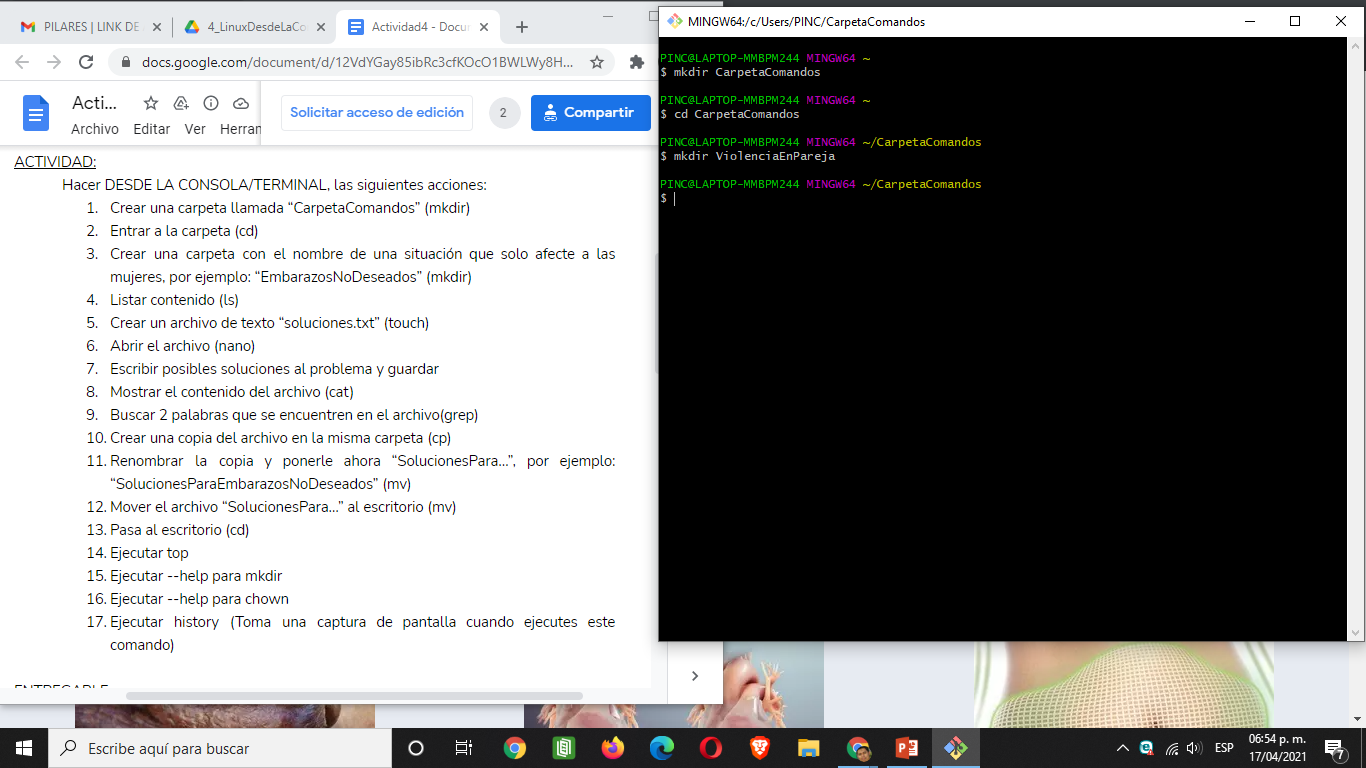 PILARES | LINK DE
4_LinuxDesdeLaCo
Actividad4 - Docum
docs.google.com/document/d/12VdYGay85ibRc3cfKOcO1BWLWy8H...
Acti...
Solicitar acceso de edición
2
Compartir
Archivo Editar Ver Herran
ACTIVIDAD:
Hacer DESDE LA CONSOLA/TERMINAL, las siguientes acciones:
1. Crear una carpeta llamada “CarpetaComandos” (mkdir)
2. Entrar a la carpeta (cd)
3. Crear una carpeta con el nombre de una situación que solo afecte a las
mujeres, por ejemplo: “EmbarazosNoDeseados” (mkdir)
4. Listar contenido (ls)
5. Crear un archivo de texto “soluciones.txt” (touch)
6. Abrir el archivo (nano)
7. Escribir posibles soluciones al problema y guardar
8. Mostrar el contenido del archivo (cat)
9. Buscar 2 palabras que se encuentren en el archivo(grep)
10. Crear una copia del archivo en la misma carpeta (cp)
11. Renombrar la copia y ponerle ahora “SolucionesPara...”, por ejemplo:
“SolucionesParaEmbarazosNoDeseados” (mv)
12. Mover el archivo “SolucionesPara...” al escritorio (mv)
13. Pasa al escritorio (cd)
14. Ejecutar top
15. Ejecutar --help para mkdir
16. Ejecutar --help para chown
17. Ejecutar history (Toma una captura de pantalla cuando ejecutes este
comando)
ENTREGABLE
MINGW64:/c/Users/PINC/CarpetaComandos
PINC@LAPTOP-MMBPM244 MINGW64 ~
$ mkdir CarpetaComandos
PINC@LAPTOP-MMBPM244 MINGW64 ~
$ cd CarpetaComandos
PINC@LAPTOP-MMBPM244 MINGW64 ~/CarpetaComandos
$ mkdir ViolenciaEnPareja
PINC@LAPTOP-MMBPM244 MINGW64 ~/CarpetaComandos
$
Escribe aquí para buscar
ESP
06:54 p. m.
17/04/2021
7